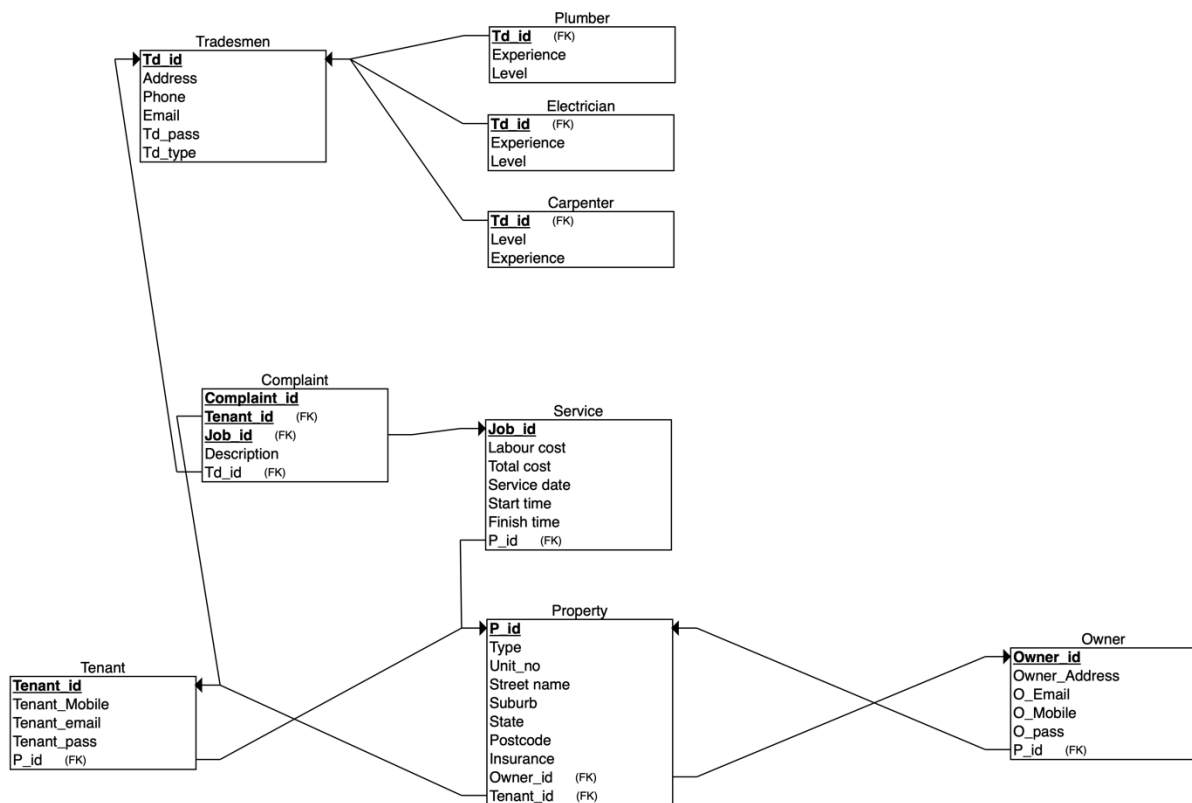 Tradesmen
Td_id
Address
Phone
Email
Td_pass
Td_type
Plumber
Td_id (FK)
Experience
Level
Electrician
Td_id (FK)
Experience
Level
Carpenter
Td_id (FK)
Level
Experience
Complaint
Complaint_id
Tenant_id (FK)
Job_id (FK)
Description
Td_id (FK)
Service
Job_id
Labour cost
Total cost
Service date
Start time
Finish time
P_id (FK)
Tenant
Tenant_id
Tenant_Mobile
Tenant_email
Tenant_pass
P_id (FK)
Property
P_id
Type
Unit_no
Street name
Suburb
State
Postcode
Insurance
Owner_id (FK)
Tenant_id (FK)
Owner
Owner_id
Owner_Address
O_Email
O_Mobile
O_pass
P_id (FK)